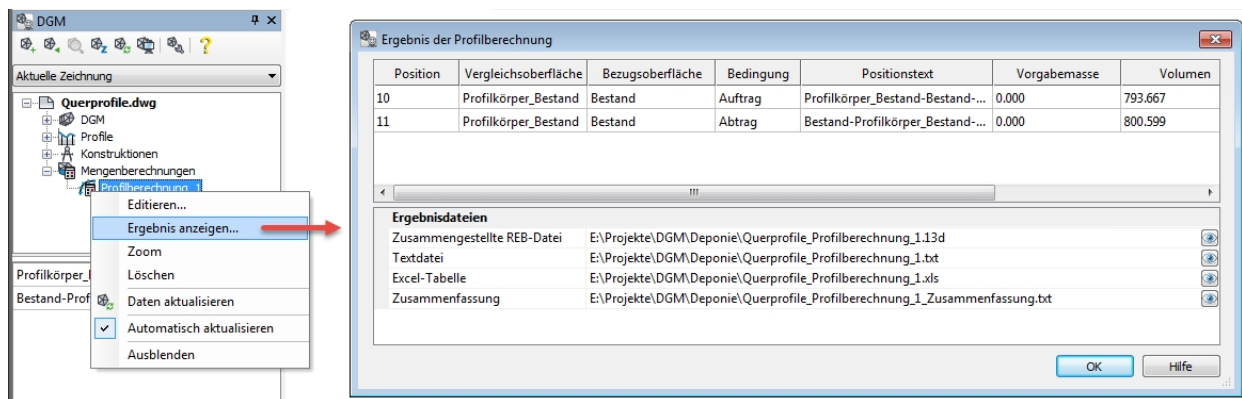 DGM
Aktuelle Zeichnung
Querprofile.dwg
DGM
Profile
Konstruktionen
Mengenberechnungen
Profilberechnung_1
Editieren...
Ergebnis anzeigen...
Zoom
Löschen
Daten aktualisieren
Automatisch aktualisieren
Ausblenden
Profilkörper_
Bestand-Prof
Ergebnis der Profilberechnung
Position Vergleichsoberfläche Bezugsoberfläche Bedingung Positionstext Vorgabemasse Volumen
10 Profilkörper_Bestand Bestand Auftrag Profilkörper_Bestand-Bestand-... 0.000 793.667
11 Profilkörper_Bestand Bestand Abtrag Bestand-Profilkörper_Bestand-... 0.000 800.599
Ergebnisdateien
Zusammengestellte REB-Datei E:\Projekte\DGM\Deponie\Querprofile_Profilberechnung_1.13d
Textdatei E:\Projekte\DGM\Deponie\Querprofile_Profilberechnung_1.txt
Excel-Tabelle E:\Projekte\DGM\Deponie\Querprofile_Profilberechnung_1.xls
Zusammenfassung E:\Projekte\DGM\Deponie\Querprofile_Profilberechnung_1_Zusammenfassung.txt
OK Hilfe